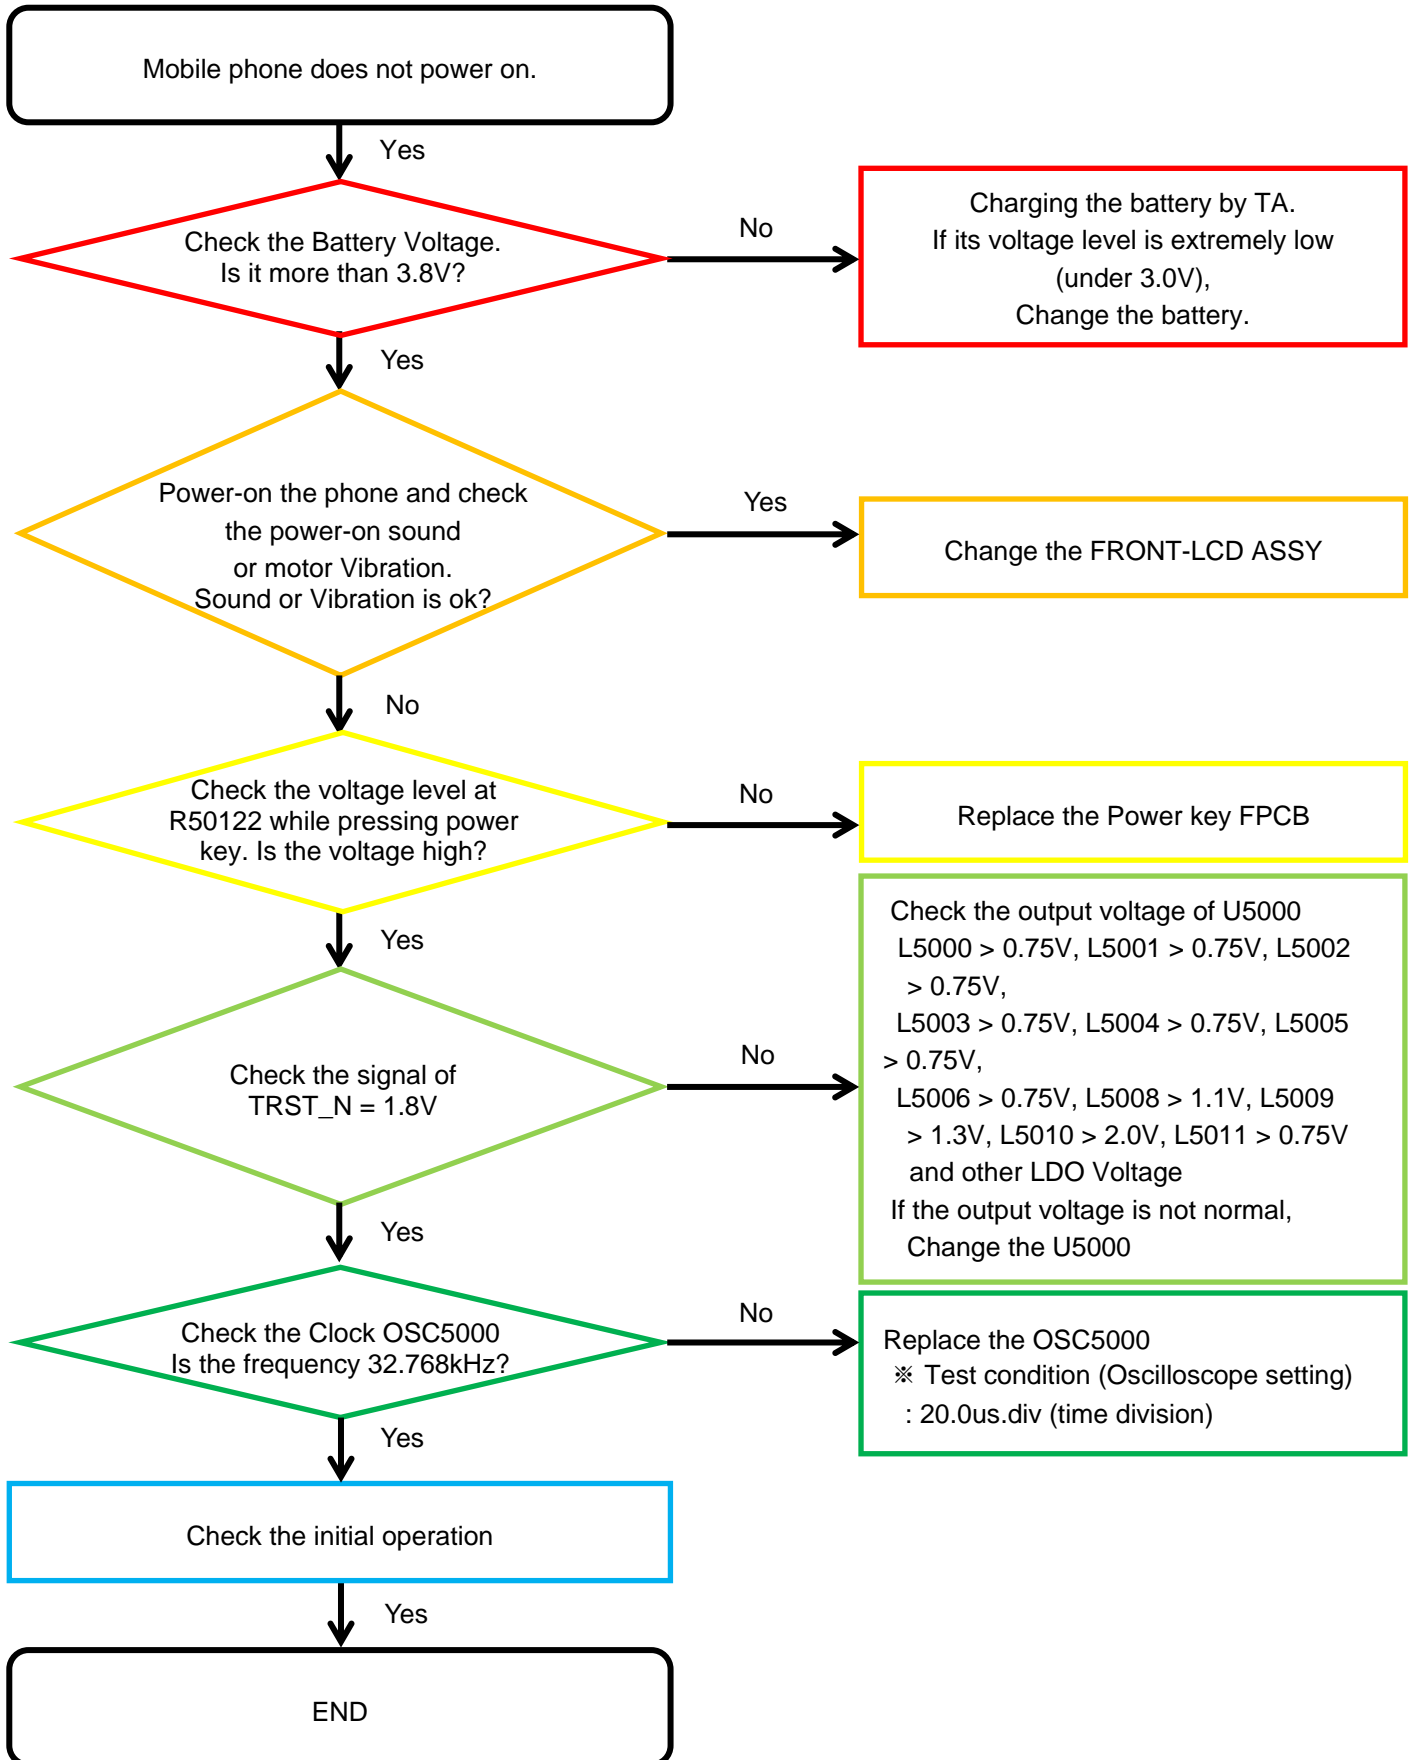 Mobile phone does not power on.
Yes
Check the Battery Voltage.
Is it more than 3.8V?
No
Charging the battery by TA.
If its voltage level is extremely low
(under 3.0V),
Change the battery.
Yes
Power-on the phone and check
the power-on sound
or motor Vibration.
Sound or Vibration is ok?
Yes
Change the FRONT-LCD ASSY
No
Check the voltage level at
R50122 while pressing power
key. Is the voltage high?
No
Replace the Power key FPCB
Yes
Check the signal of
TRST_N = 1.8V
No
Check the output voltage of U5000
L5000 > 0.75V, L5001 > 0.75V, L5002
> 0.75V,
L5003 > 0.75V, L5004 > 0.75V, L5005
> 0.75V,
L5006 > 0.75V, L5008 > 1.1V, L5009
> 1.3V, L5010 > 2.0V, L5011 > 0.75V
and other LDO Voltage
If the output voltage is not normal,
Change the U5000
Yes
Check the Clock OSC5000
Is the frequency 32.768kHz?
No
Replace the OSC5000
※ Test condition (Oscilloscope setting)
: 20.0us.div (time division)
Yes
Check the initial operation
Yes
END